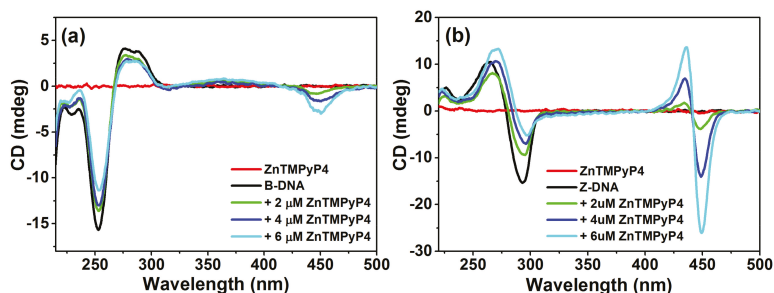 (a)
CD (mdeg)
5
0
-5
-10
-15
250
300
350
400
450
500
Wavelength (nm)
ZnTMPyP4
B-DNA
+ 2 μM ZnTMPyP4
+ 4 μM ZnTMPyP4
+ 6 μM ZnTMPyP4
(b)
CD (mdeg)
20
10
0
-10
-20
-30
250
300
350
400
450
500
Wavelength (nm)
ZnTMPyP4
Z-DNA
+ 2uM ZnTMPyP4
+ 4uM ZnTMPyP4
+ 6uM ZnTMPyP4